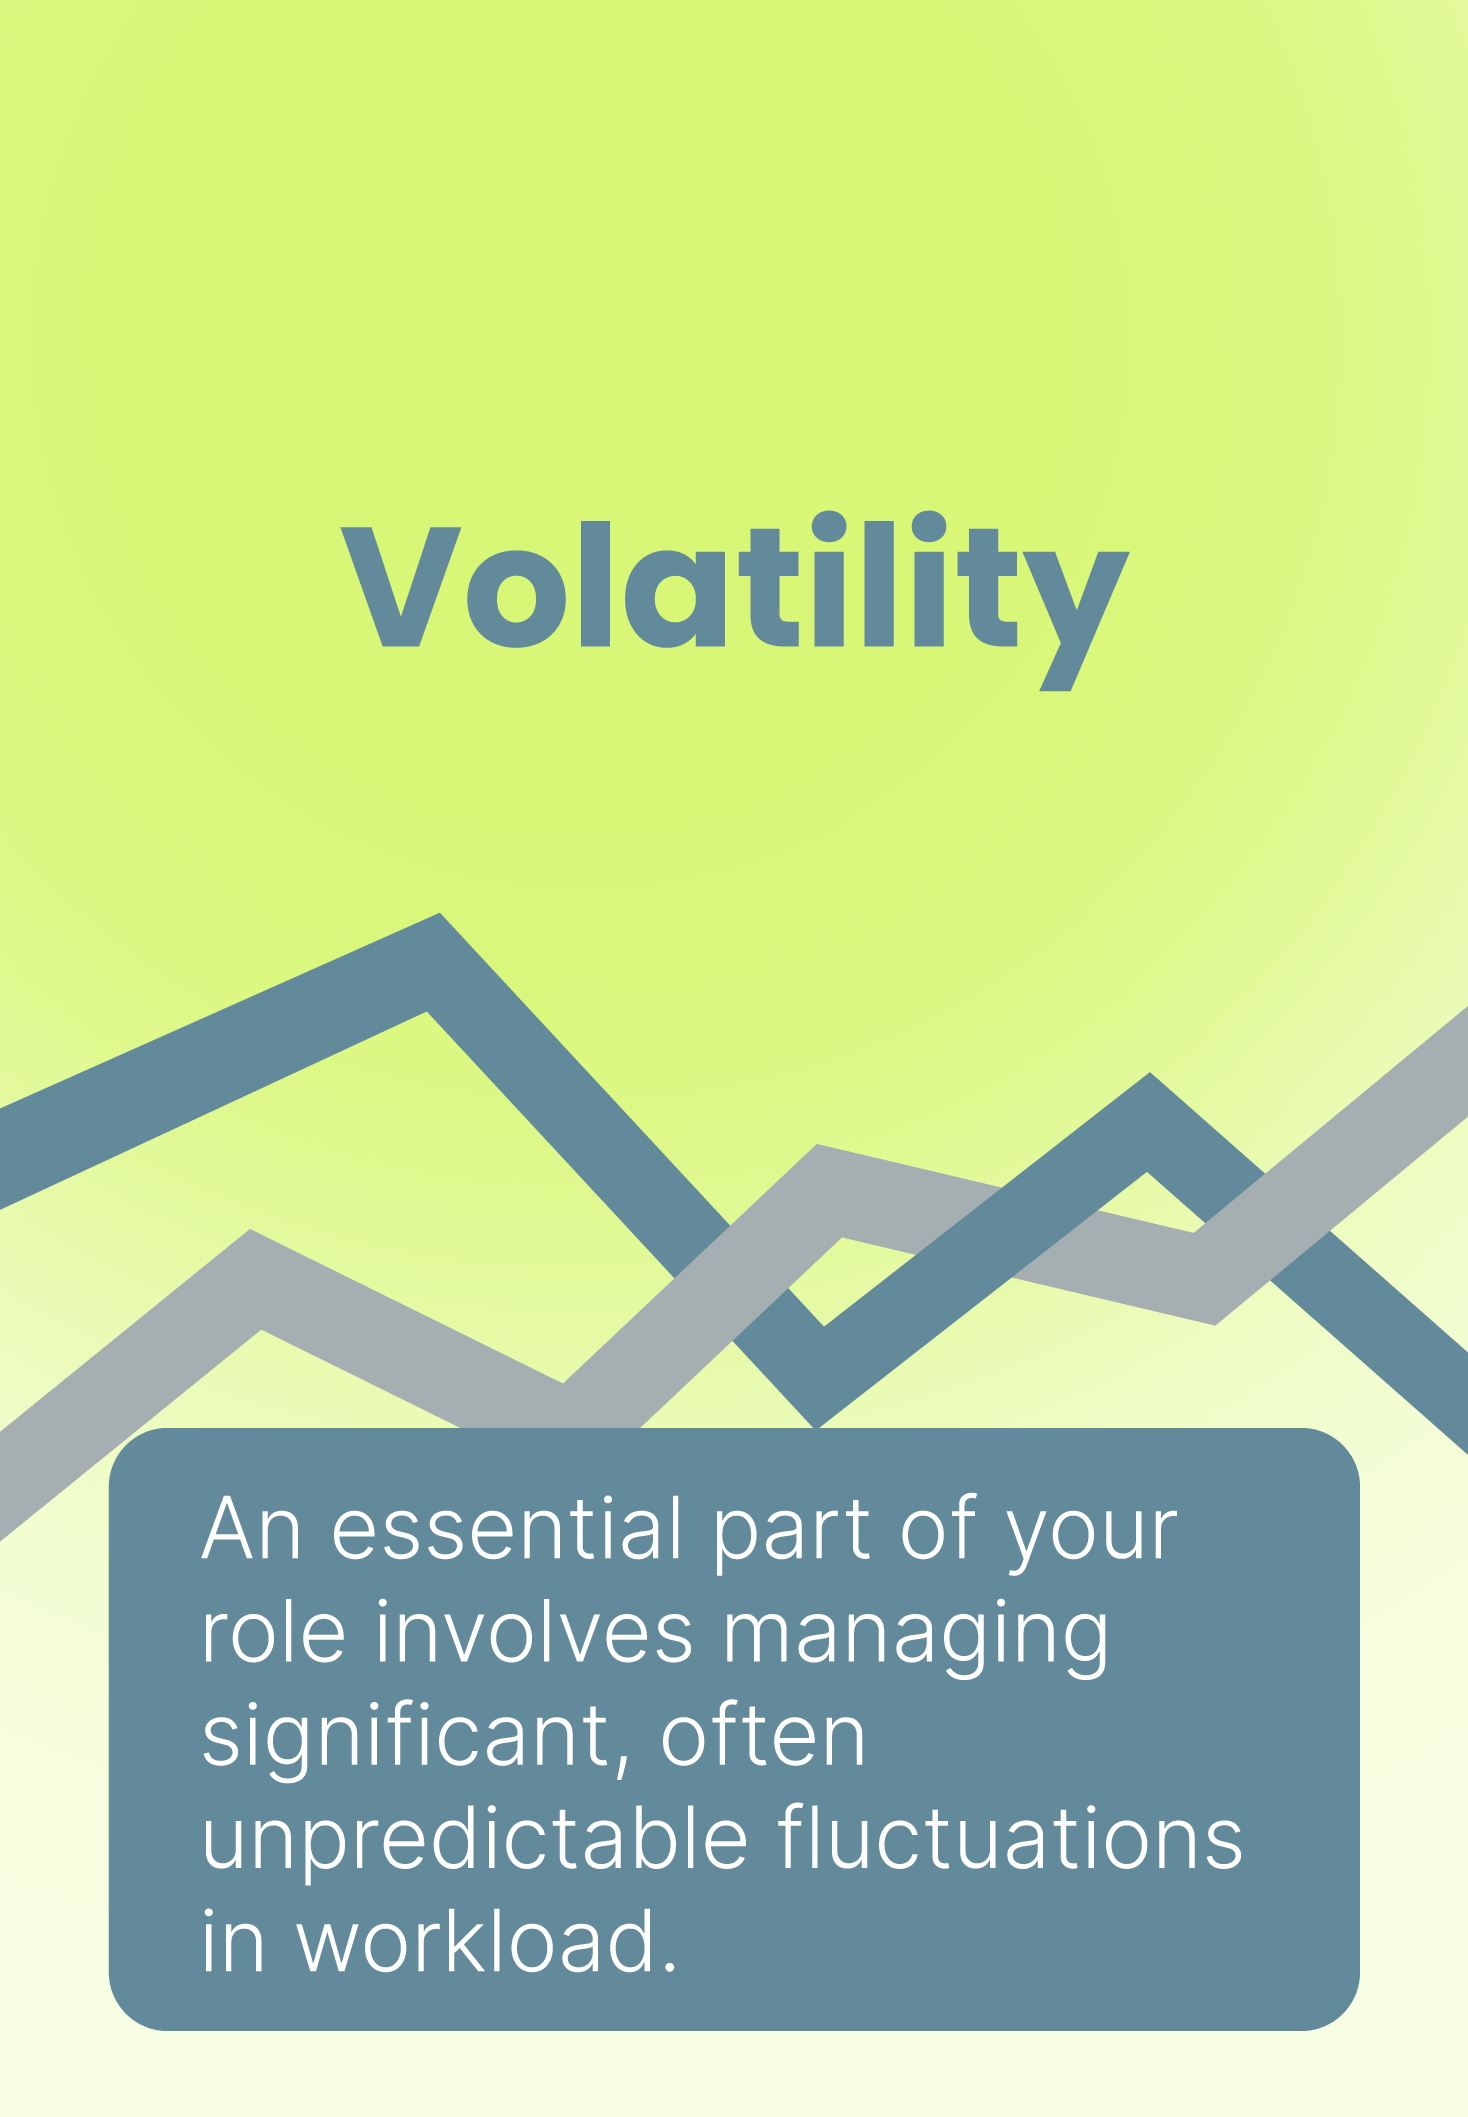 Volatility
An essential part of your
role involves managing
significant, often
unpredictable fluctuations
in workload.